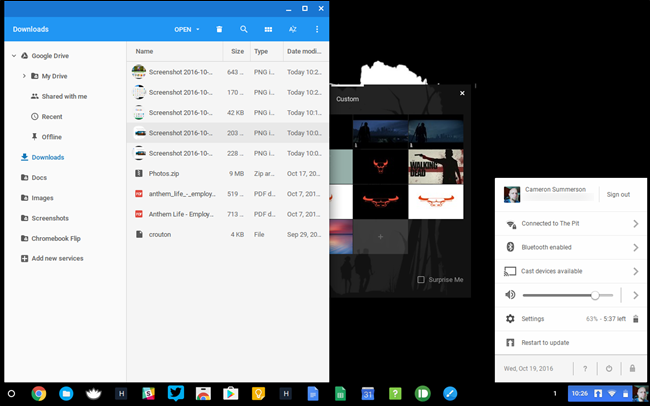 Downloads
OPEN
Name Size Type Date modi...
Google Drive
My Drive
Shared with me
Recent
Offline
Downloads
Docs
Images
Screenshots
Chromebook Flip
Add new services
Screenshot 2016-10-... 643 ... PNG i... Today 10:2...
Screenshot 2016-10-... 170 ... PNG i... Today 10:2...
Screenshot 2016-10-... 42 KB PNG i... Today 10:1...
Screenshot 2016-10-... 203 ... PNG i... Today 10:0...
Screenshot 2016-10-... 228 ... PNG i... Today 10:0...
Photos.zip 9 MB Zip ar... Oct 17, 20...
anthem_life_-_employ... 519 ... PDF d... Oct 7, 201...
Anthem Life - Employ... 713 ... PDF d... Oct 7, 201...
crouton 4 KB File Sep 29, 20...
Custom
WALKING DEAD
Surprise Me
Cameron Summerson
Sign out
Connected to The Pit
Bluetooth enabled
Cast devices available
Settings 63% - 5:37 left
Restart to update
Wed, Oct 19, 2016
?
H
H
31
?
1
10:26